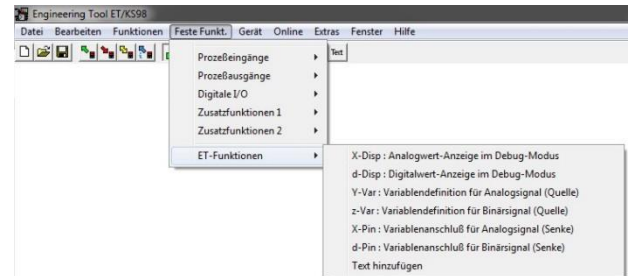 Engineering Tool ET/KS98
Datei Bearbeiten Funktionen Feste Funkt. Gerät Online Extras Fenster Hilfe
Text
Prozeßeingänge
Prozeßausgänge
Digitale I/O
Zusatzfunktionen 1
Zusatzfunktionen 2
ET-Funktionen
X-Disp : Analogwert-Anzeige im Debug-Modus
d-Disp : Digitalwert-Anzeige im Debug-Modus
Y-Var : Variablendefinition für Analogsignal (Quelle)
z-Var : Variablendefinition für Binärsignal (Quelle)
X-Pin : Variablenanschluß für Analogsignal (Senke)
d-Pin : Variablenanschluß für Binärsignal (Senke)
Text hinzufügen